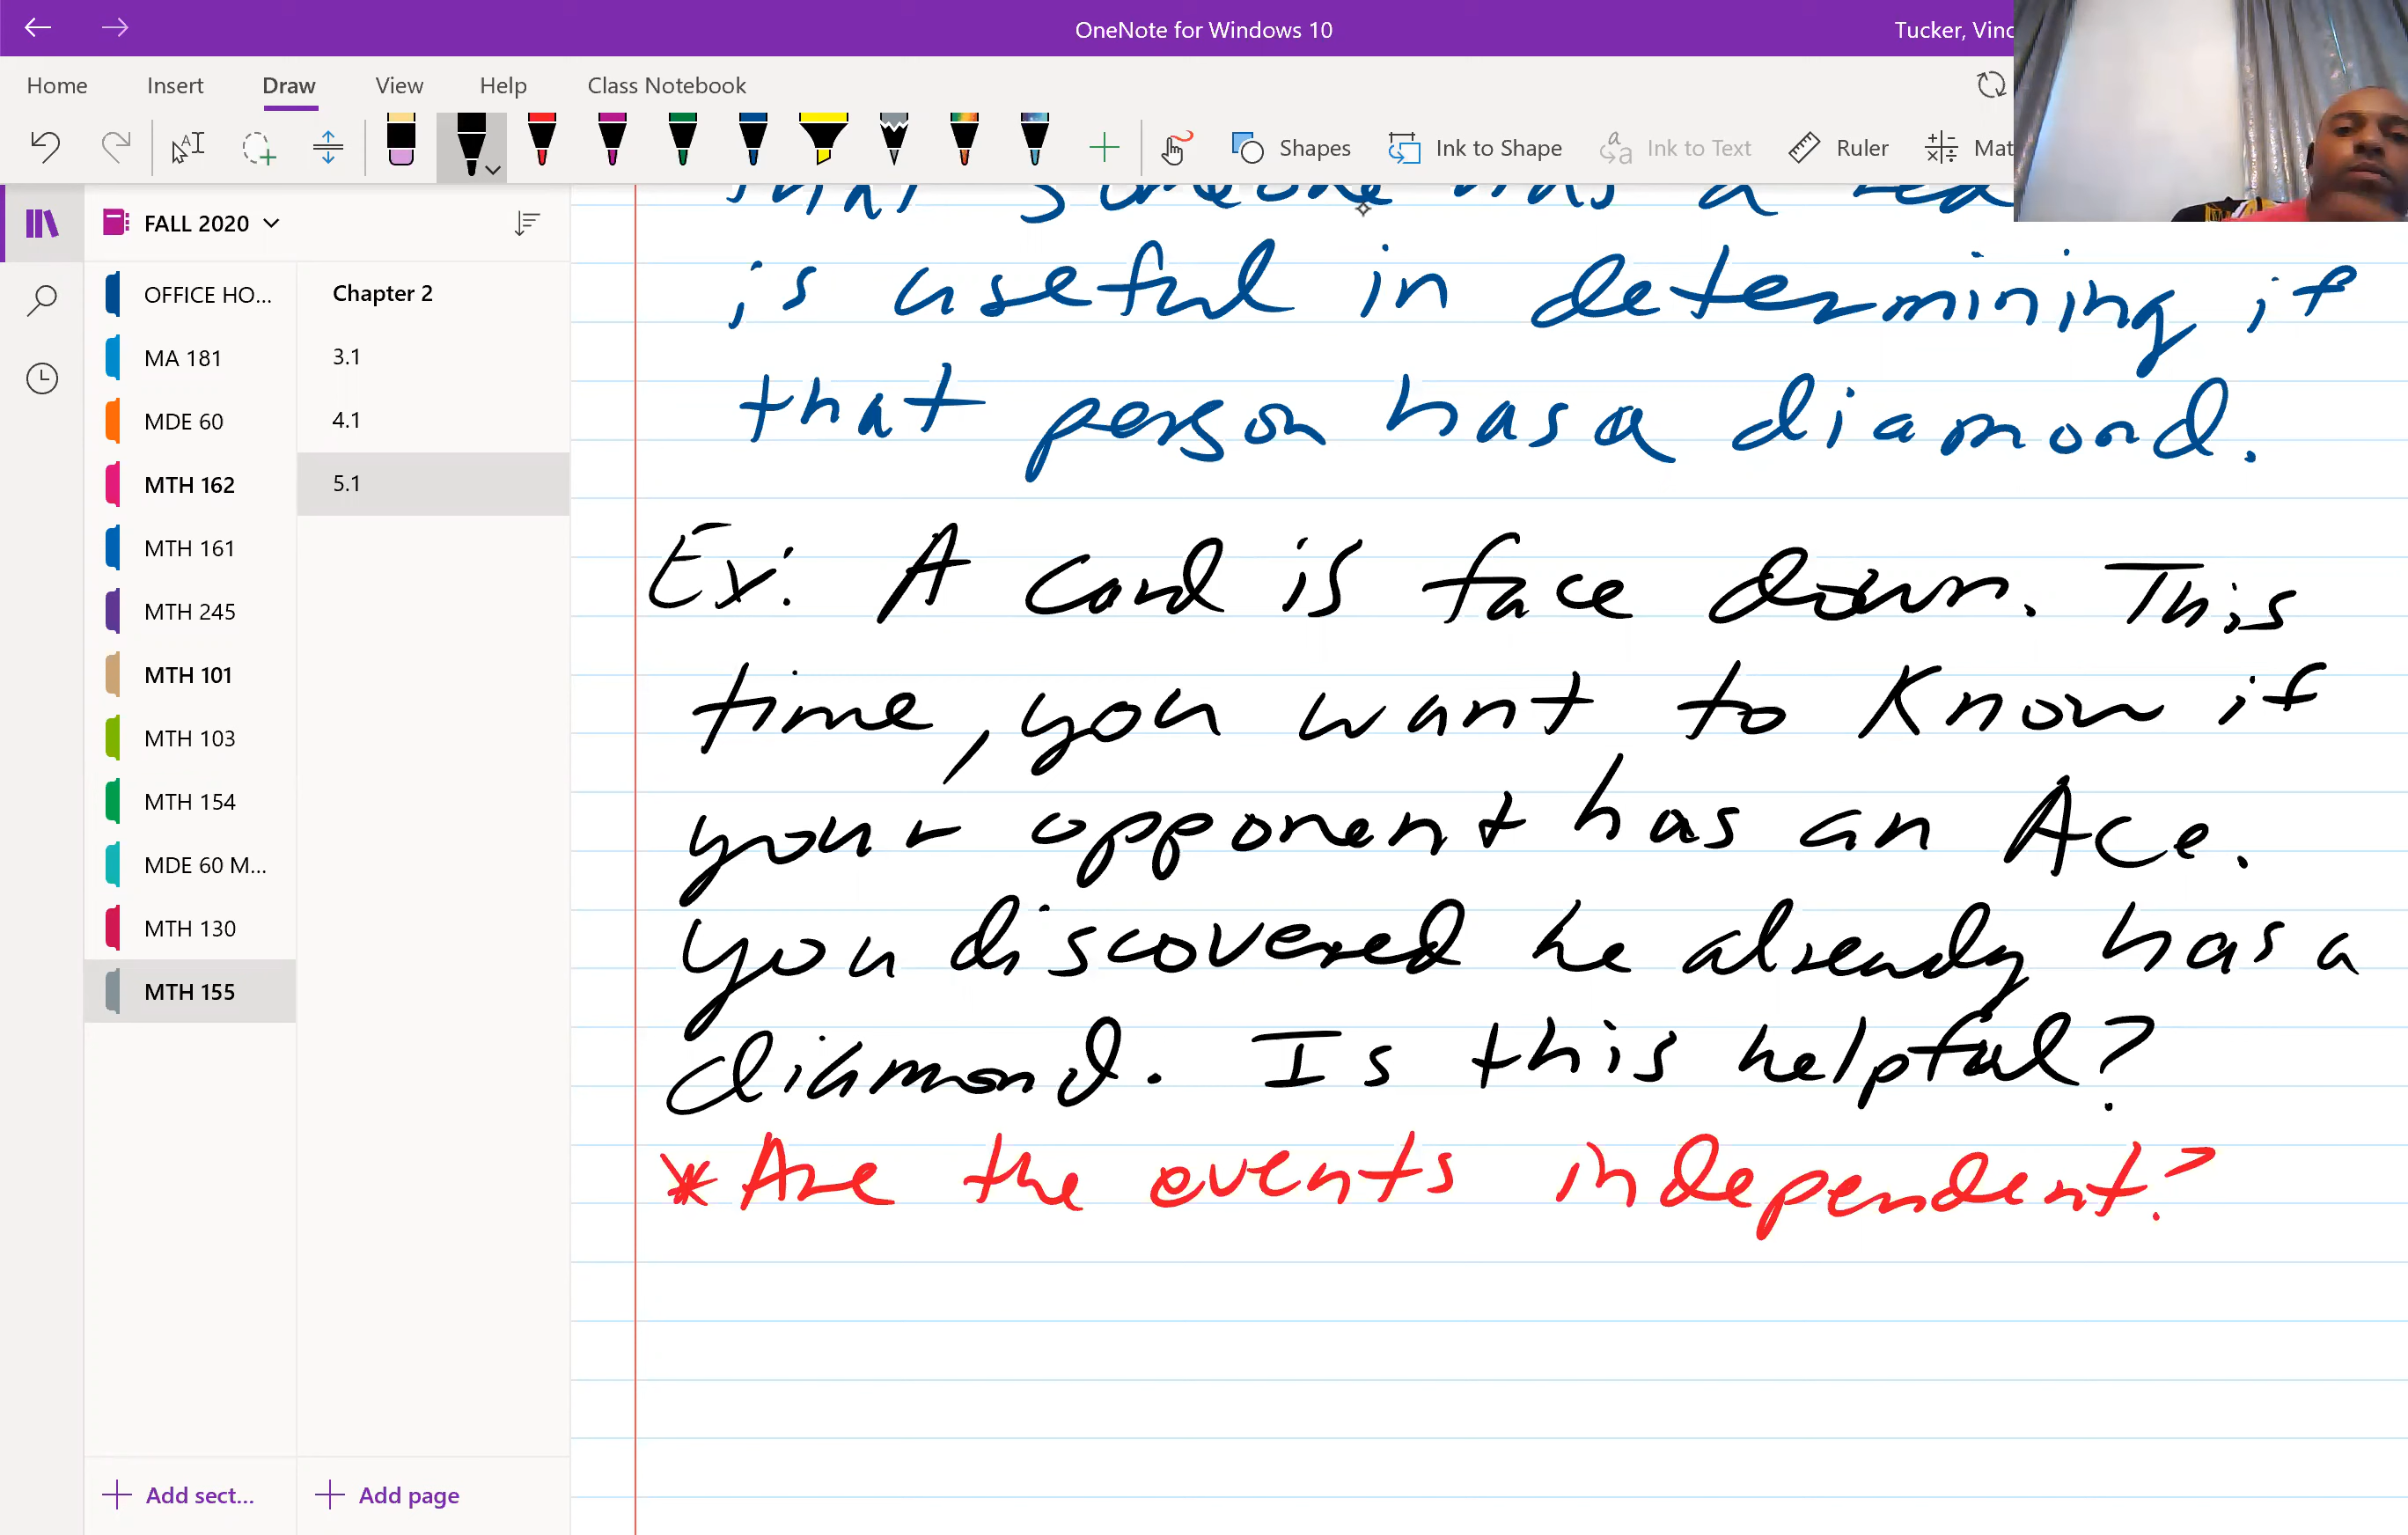 OneNote for Windows 10
Tucker, Vinc
Home Insert Draw View Help Class Notebook
Shapes Ink to Shape Ink to Text Ruler Mat
FALL 2020
OFFICE HO...
MA 181
MDE 60
MTH 162
MTH 161
MTH 245
MTH 101
MTH 103
MTH 154
MDE 60 M...
MTH 130
MTH 155
Add sect...
Chapter 2
3.1
4.1
5.1
Add page
that someone has a red
is useful in determining if
that person has a diamond.
Ex: A card is face down. This
time, you want to know if
your opponent has an Ace.
you discovered he already has a
diamond. Is this helpful?
* Are the events independent?